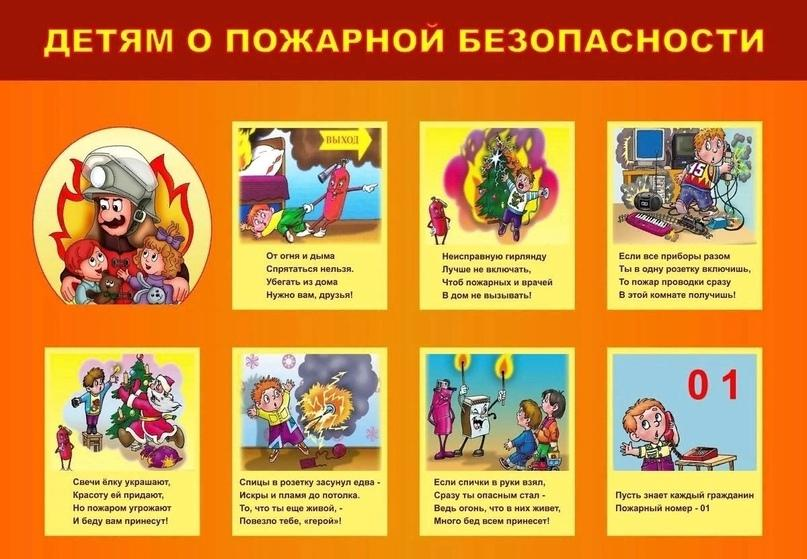 ДЕТЯМ О ПОЖАРНОЙ БЕЗОПАСНОСТИ
ВЫХОД
От огня и дыма
Спрятаться нельзя.
Убегать из дома
Нужно вам, друзья!
Неисправную гирлянду
Лучше не включать,
Чтоб пожарных и врачей
В дом не вызывать!
15
Если все приборы разом
Ты в одну розетку включишь,
То пожар проводки сразу
В этой комнате получишь!
Свечи ёлку украшают,
Красоту ей придают,
Но пожаром угрожают
И беду вам принесут!
Спицы в розетку засунул едва -
Искры и пламя до потолка.
То, что ты еще живой, -
Повезло тебе, «герой»!
Если спички в руки взял,
Сразу ты опасным стал -
Ведь огонь, что в них живет,
Много бед всем принесет!
0 1
Пусть знает каждый гражданин
Пожарный номер - 01